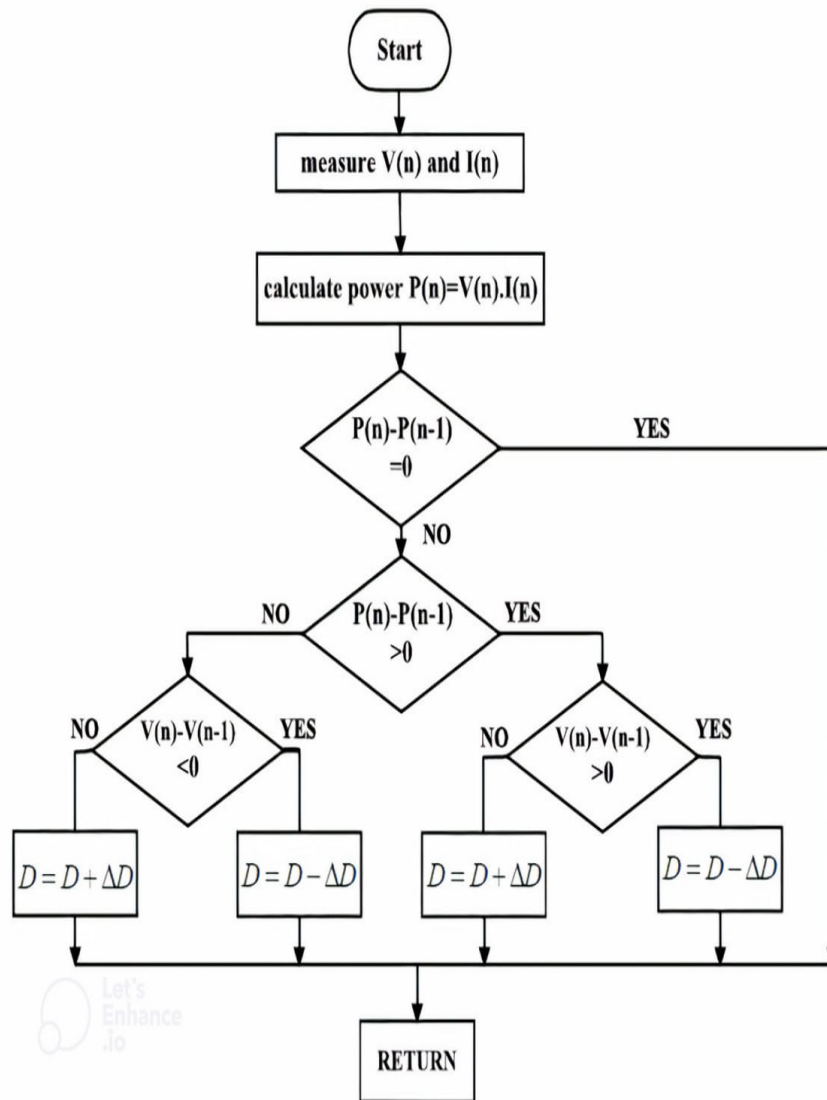 Start
measure V(n) and I(n)
calculate power P(n)=V(n).I(n)
P(n)-P(n-1)
=0
YES
NO
P(n)-P(n-1)
>0
NO
YES
V(n)-V(n-1)
<0
NO
YES
V(n)-V(n-1)
>0
NO
YES
D = D + ΔD
D = D − ΔD
D = D + ΔD
D = D − ΔD
Let's
Enhance
.io
RETURN